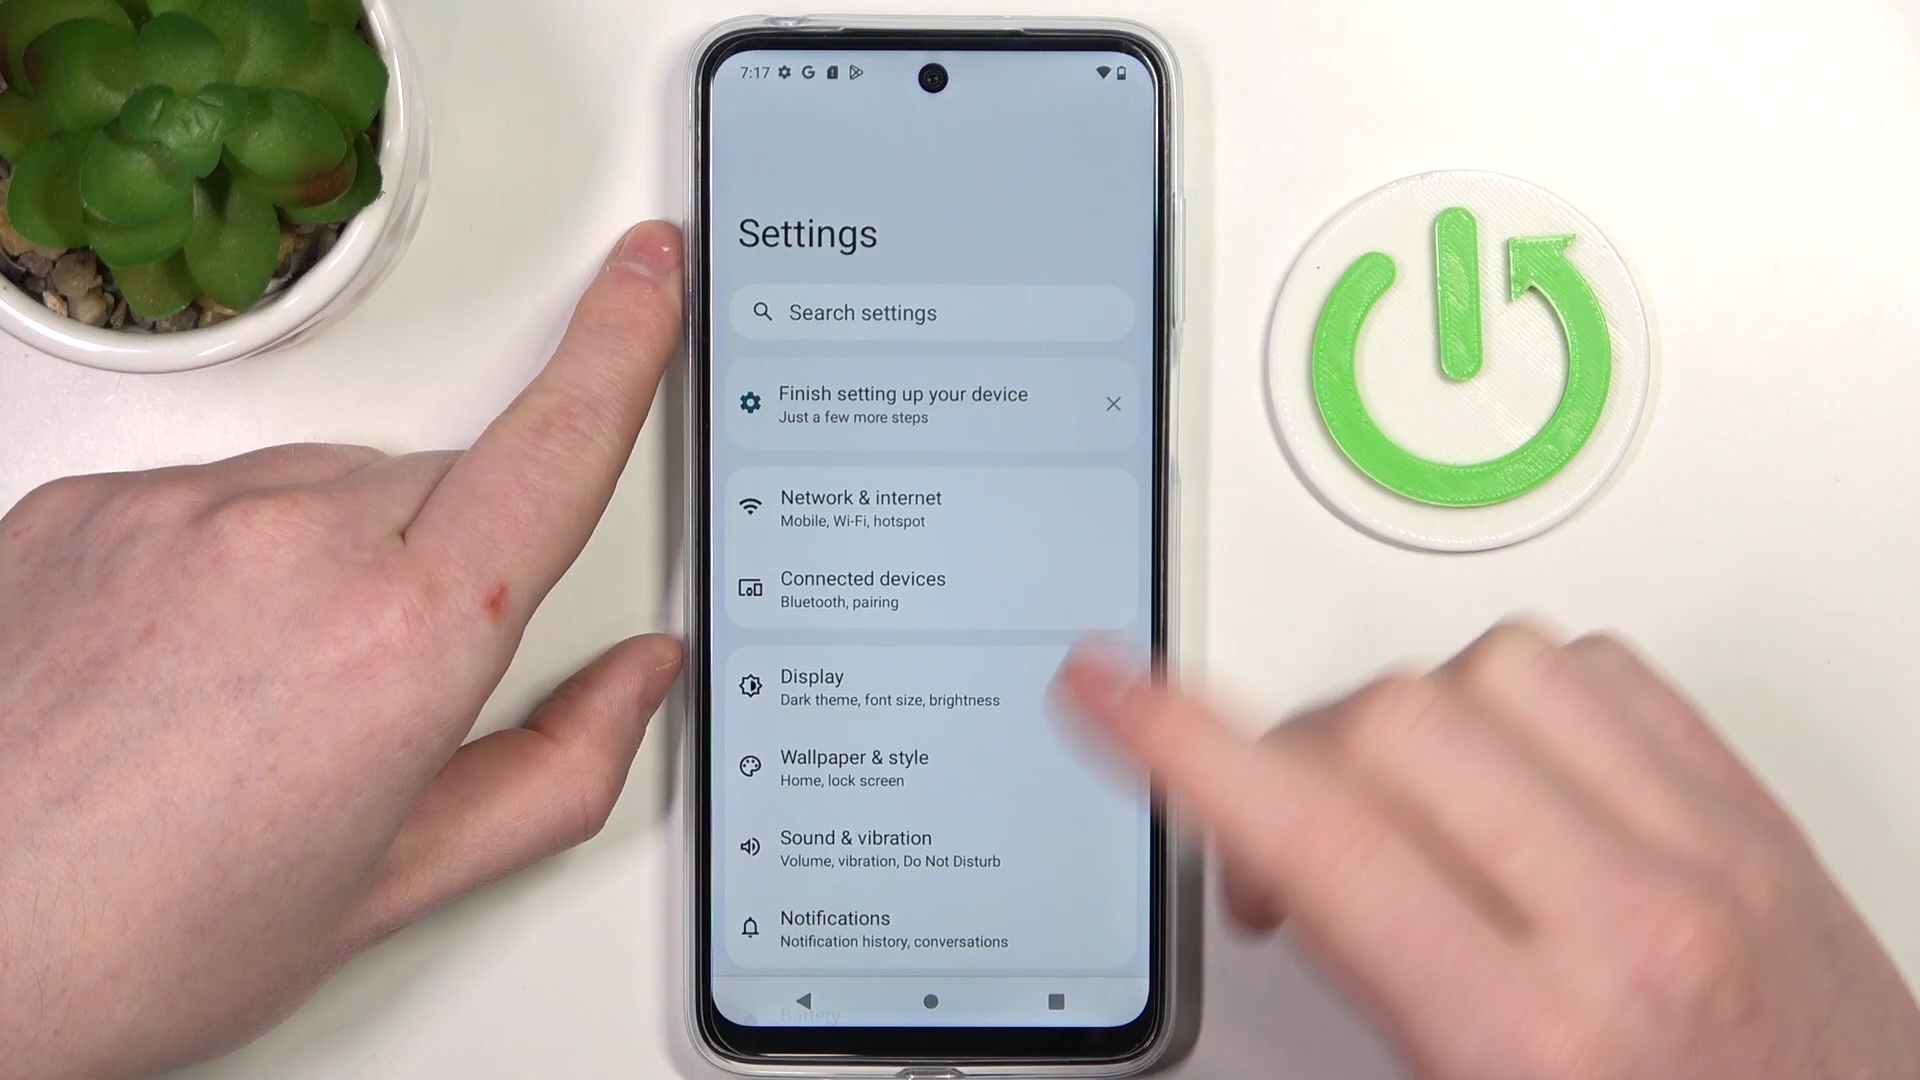 7:17
Settings
Search settings
Finish setting up your device
Just a few more steps
Network & internet
Mobile, Wi-Fi, hotspot
Connected devices
Bluetooth, pairing
Display
Dark theme, font size, brightness
Wallpaper & style
Home, lock screen
Sound & vibration
Volume, vibration, Do Not Disturb
Notifications
Notification history, conversations
Battery